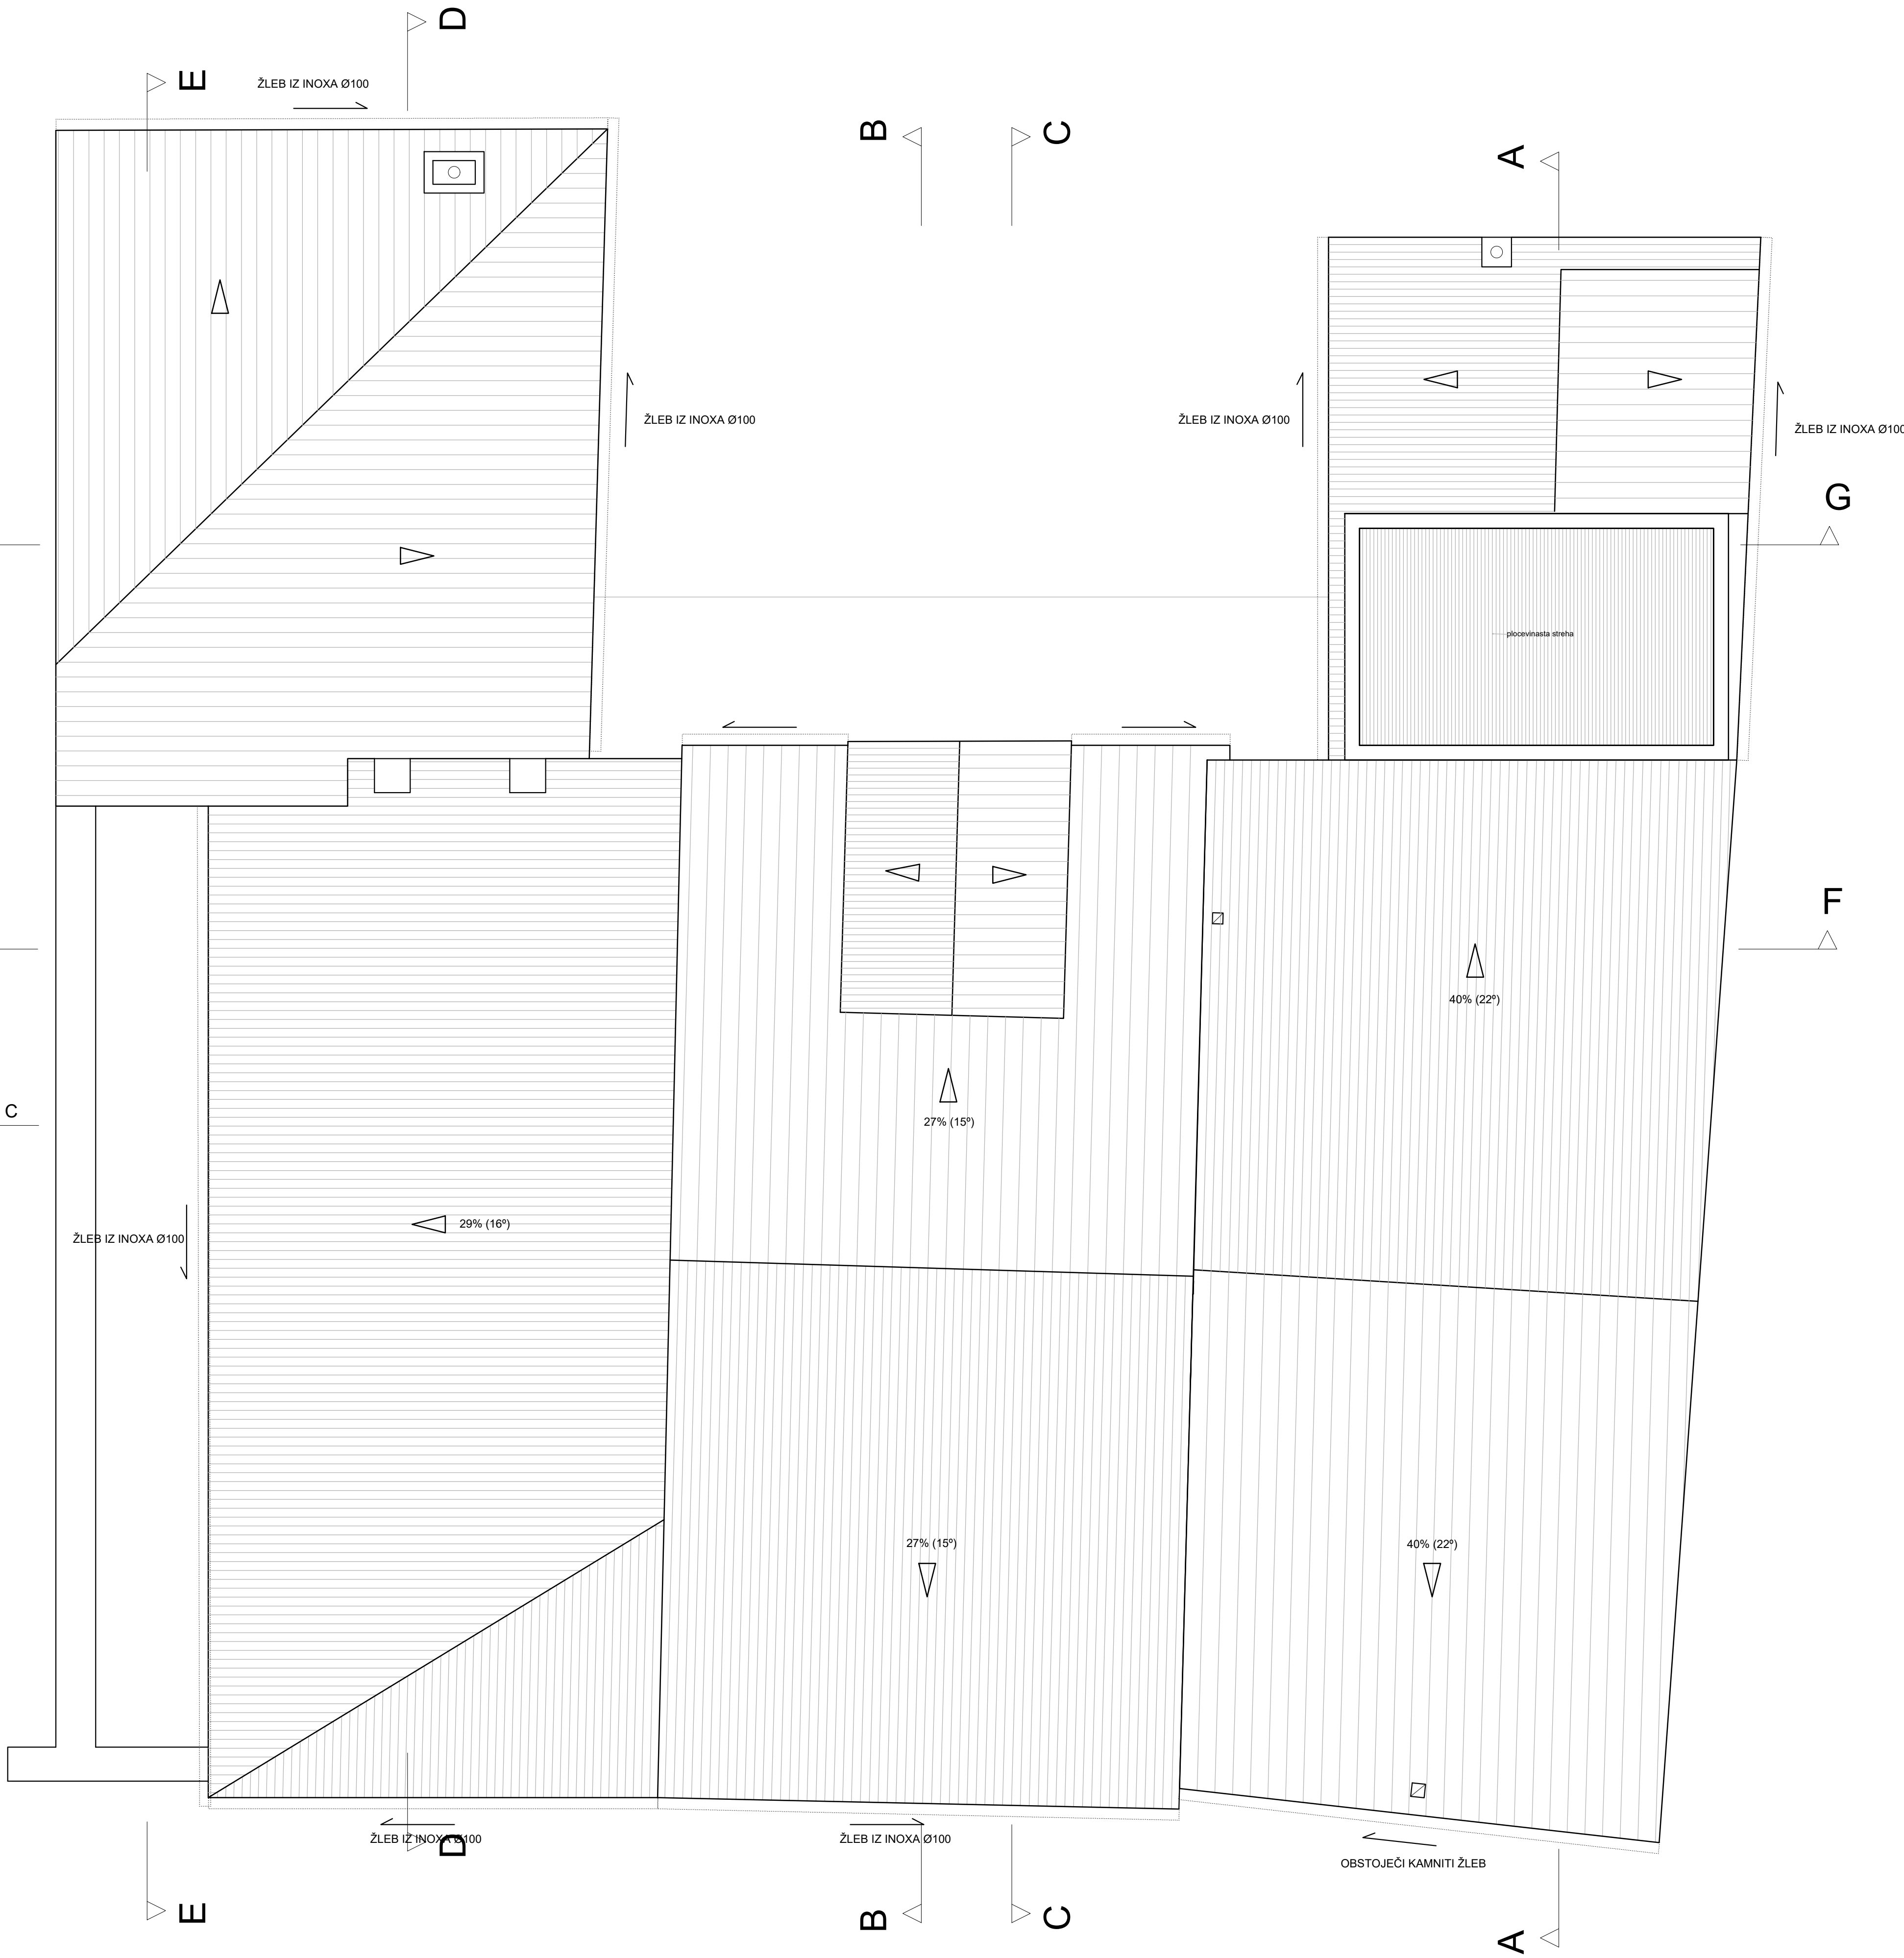 D
E
ŽLEB IZ INOXA Ø100
B
C
A
ŽLEB IZ INOXA Ø100
ŽLEB IZ INOXA Ø100
ŽLEB IZ INOXA Ø100
G
plocevinasta streha
F
40% (22º)
C
27% (15º)
29% (16º)
ŽLEB IZ INOXA Ø100
27% (15º)
40% (22º)
ŽLEB IZ INOXA Ø100
D
ŽLEB IZ INOXA Ø100
OBSTOJEČI KAMNITI ŽLEB
E
B
C
A